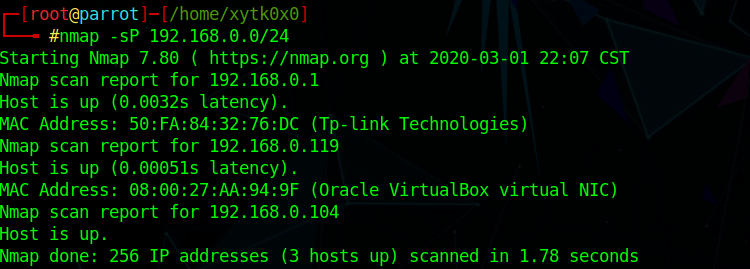 ┌─[root@parrot]─[/home/xytk0x0]
└──╼ #nmap -sP 192.168.0.0/24
Starting Nmap 7.80 ( https://nmap.org ) at 2020-03-01 22:07 CST
Nmap scan report for 192.168.0.1
Host is up (0.0032s latency).
MAC Address: 50:FA:84:32:76:DC (Tp-link Technologies)
Nmap scan report for 192.168.0.119
Host is up (0.00051s latency).
MAC Address: 08:00:27:AA:94:9F (Oracle VirtualBox virtual NIC)
Nmap scan report for 192.168.0.104
Host is up.
Nmap done: 256 IP addresses (3 hosts up) scanned in 1.78 seconds